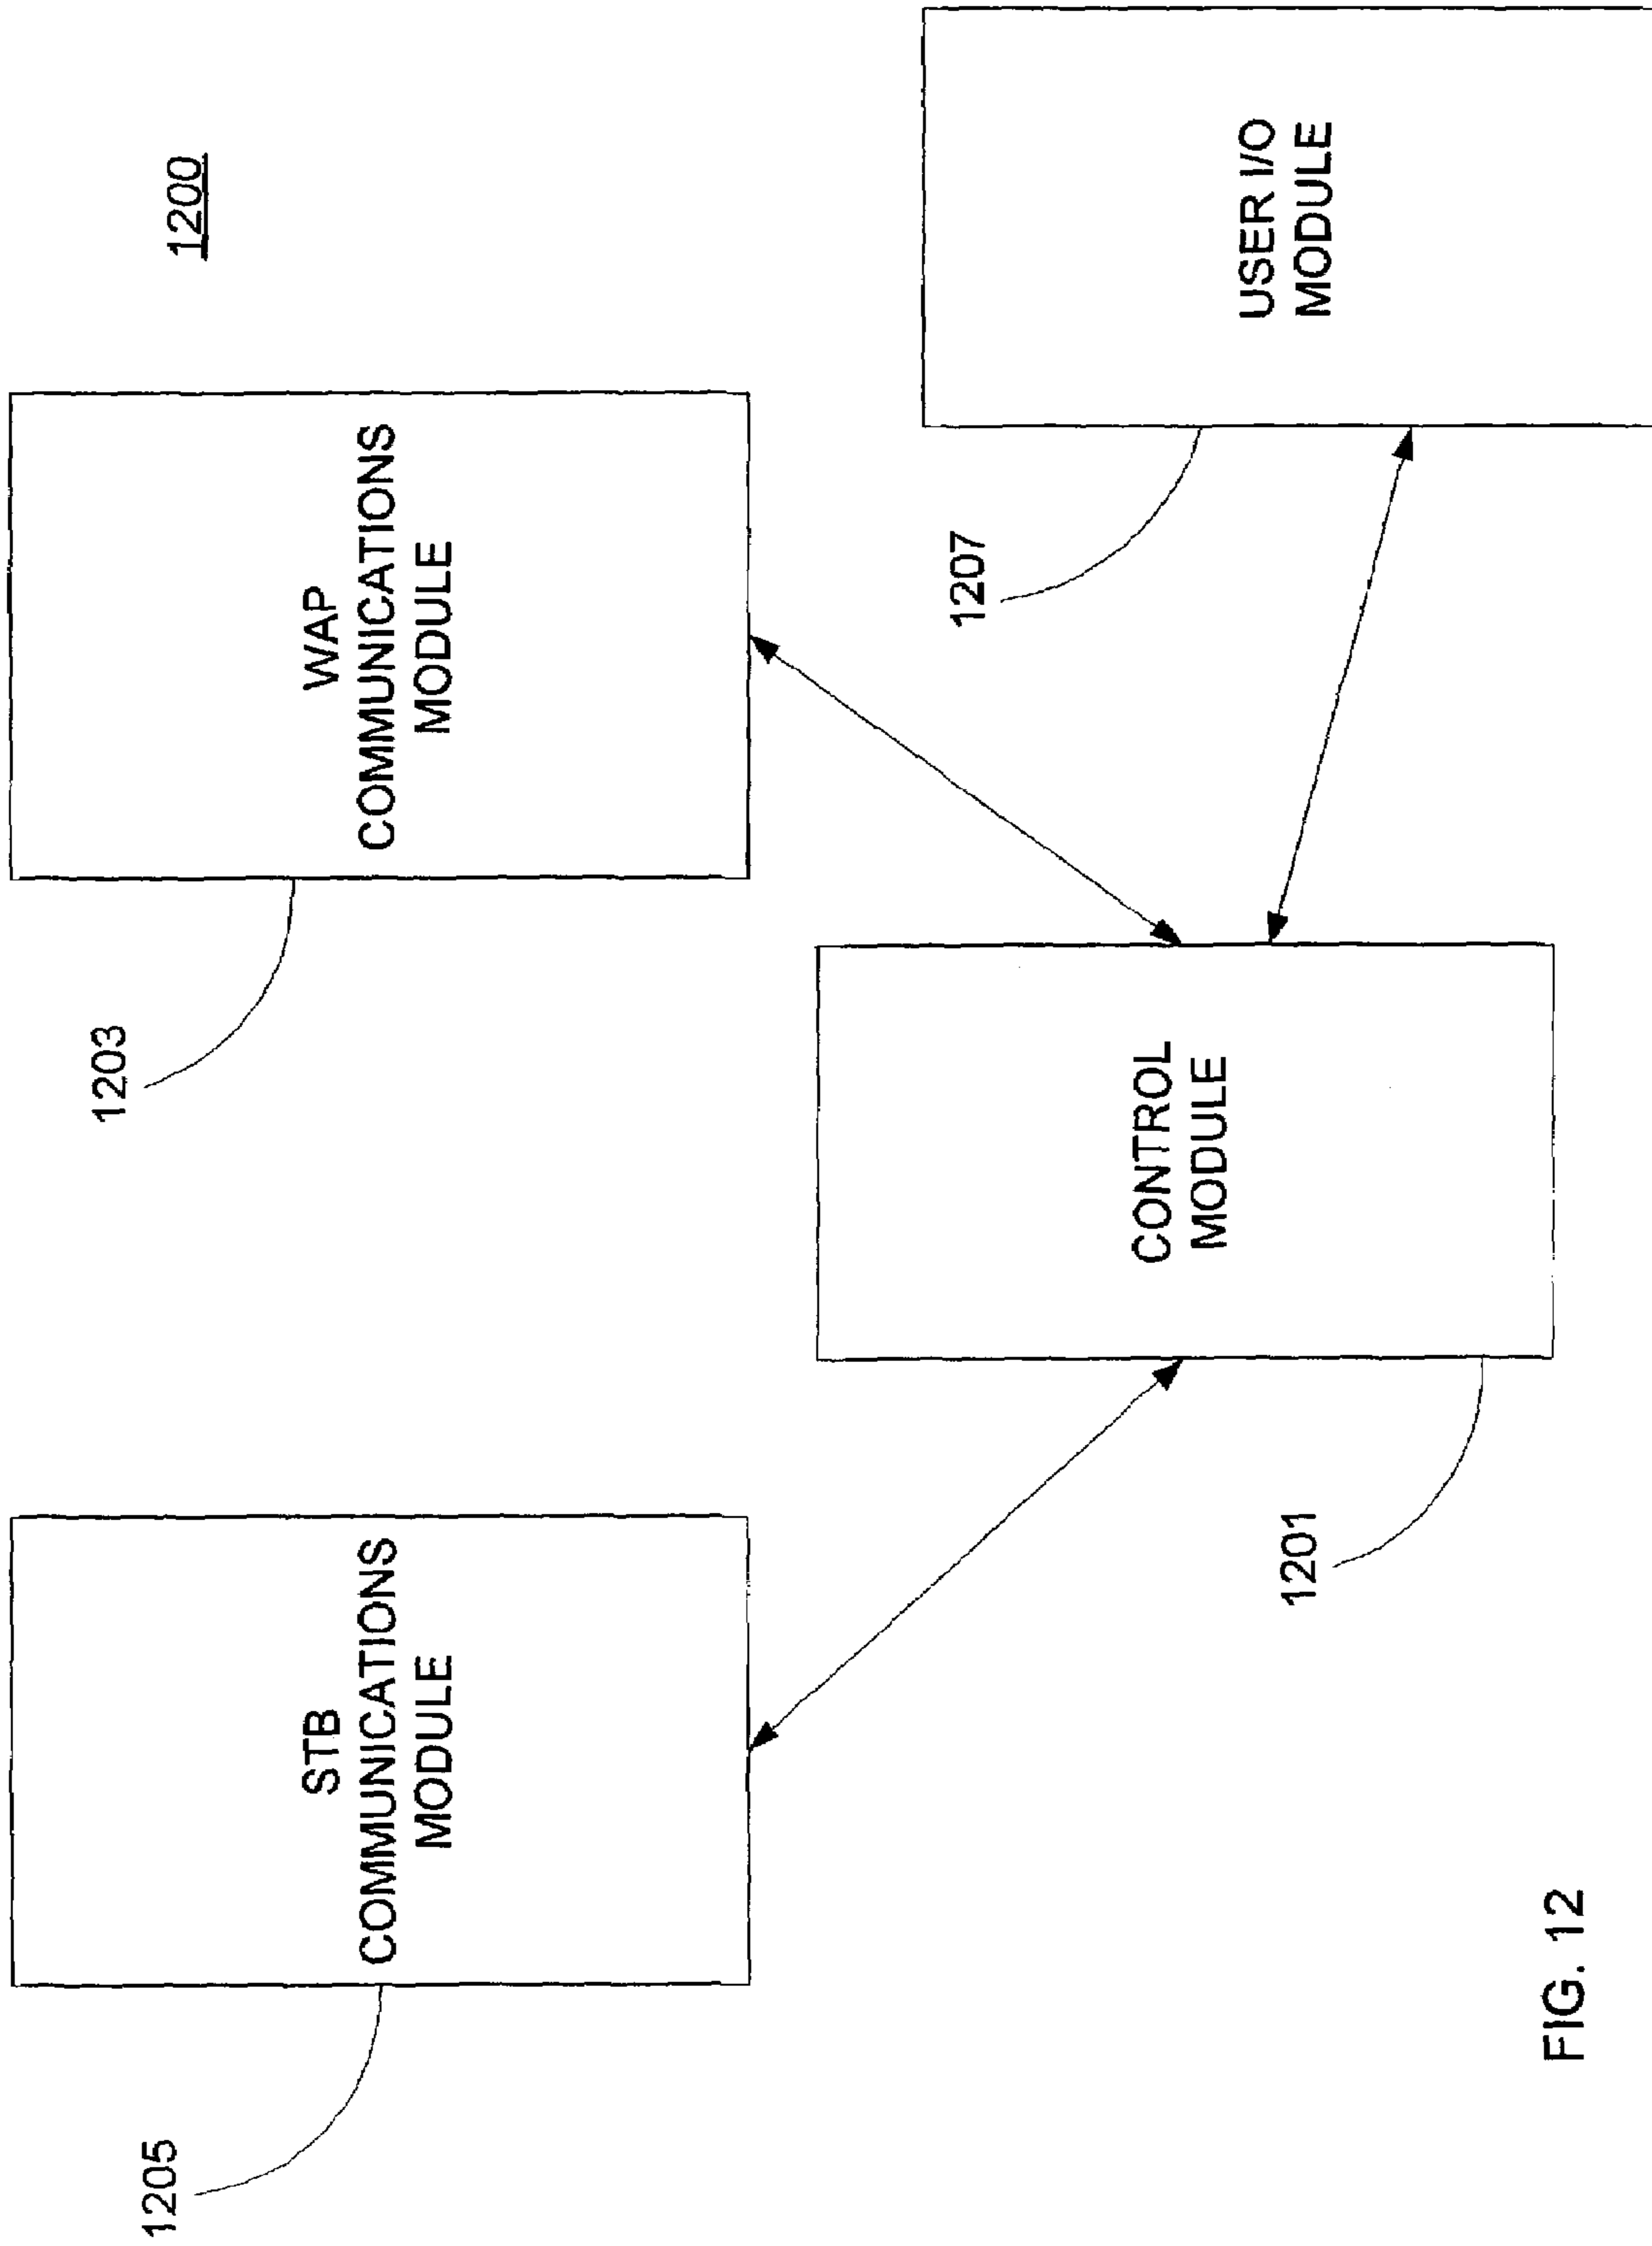 1200
STB
COMMUNICATIONS
MODULE
1205
WAP
COMMUNICATIONS
MODULE
1203
CONTROL
MODULE
1201
USER I/O
MODULE
1207
FIG. 12